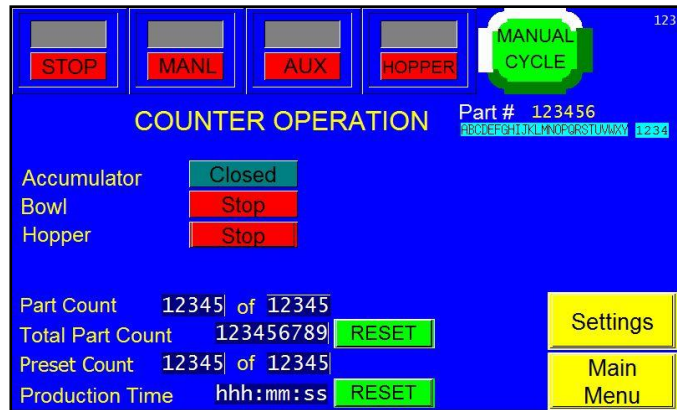 123
STOP MANL AUX HOPPER MANUAL CYCLE
COUNTER OPERATION
Part # 123456
ABCDEFGHIJKLMNOPQRSTUVWXY 1234
Accumulator Closed
Bowl Stop
Hopper Stop
Part Count 12345 of 12345
Total Part Count 123456789 RESET
Preset Count 12345 of 12345
Production Time hhh:mm:ss RESET
Settings
Main
Menu